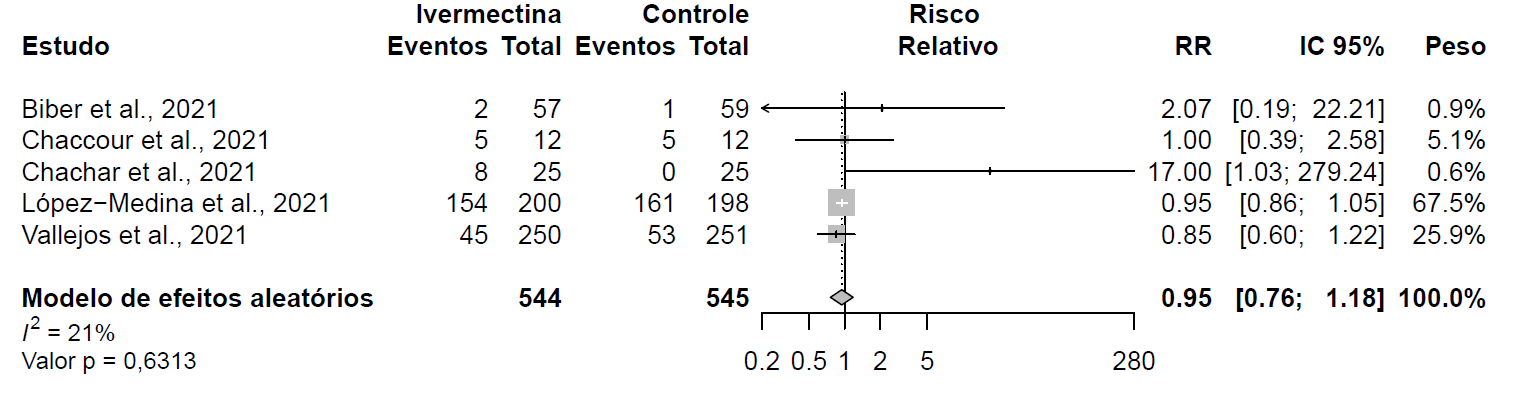 Ivermectina Controle Risco
Estudo Eventos Total Eventos Total Relativo RR IC 95% Peso
Biber et al., 2021 2 57 1 59 2.07 [0.19; 22.21] 0.9%
Chaccour et al., 2021 5 12 5 12 1.00 [0.39; 2.58] 5.1%
Chachar et al., 2021 8 25 0 25 17.00 [1.03; 279.24] 0.6%
López−Medina et al., 2021 154 200 161 198 0.95 [0.86; 1.05] 67.5%
Vallejos et al., 2021 45 250 53 251 0.85 [0.60; 1.22] 25.9%
Modelo de efeitos aleatórios 544 545 0.95 [0.76; 1.18] 100.0%
I² = 21%
Valor p = 0,6313
0.2 0.5 1 2 5 280